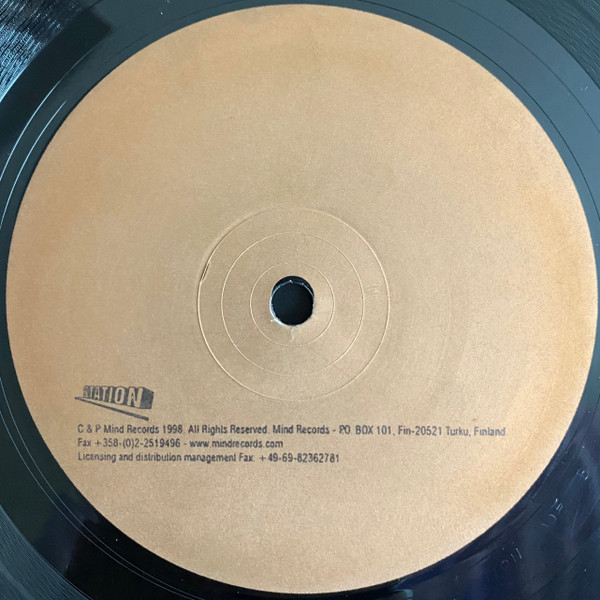 STATION
C & P Mind Records 1998. All Rights Reserved. Mind Records - P.O. BOX 101, Fin-20521 Turku, Finland.
Fax +358-(0)2-2519496 - www.mindrecords.com
Licensing and distribution management Fax: +49-69-82362781